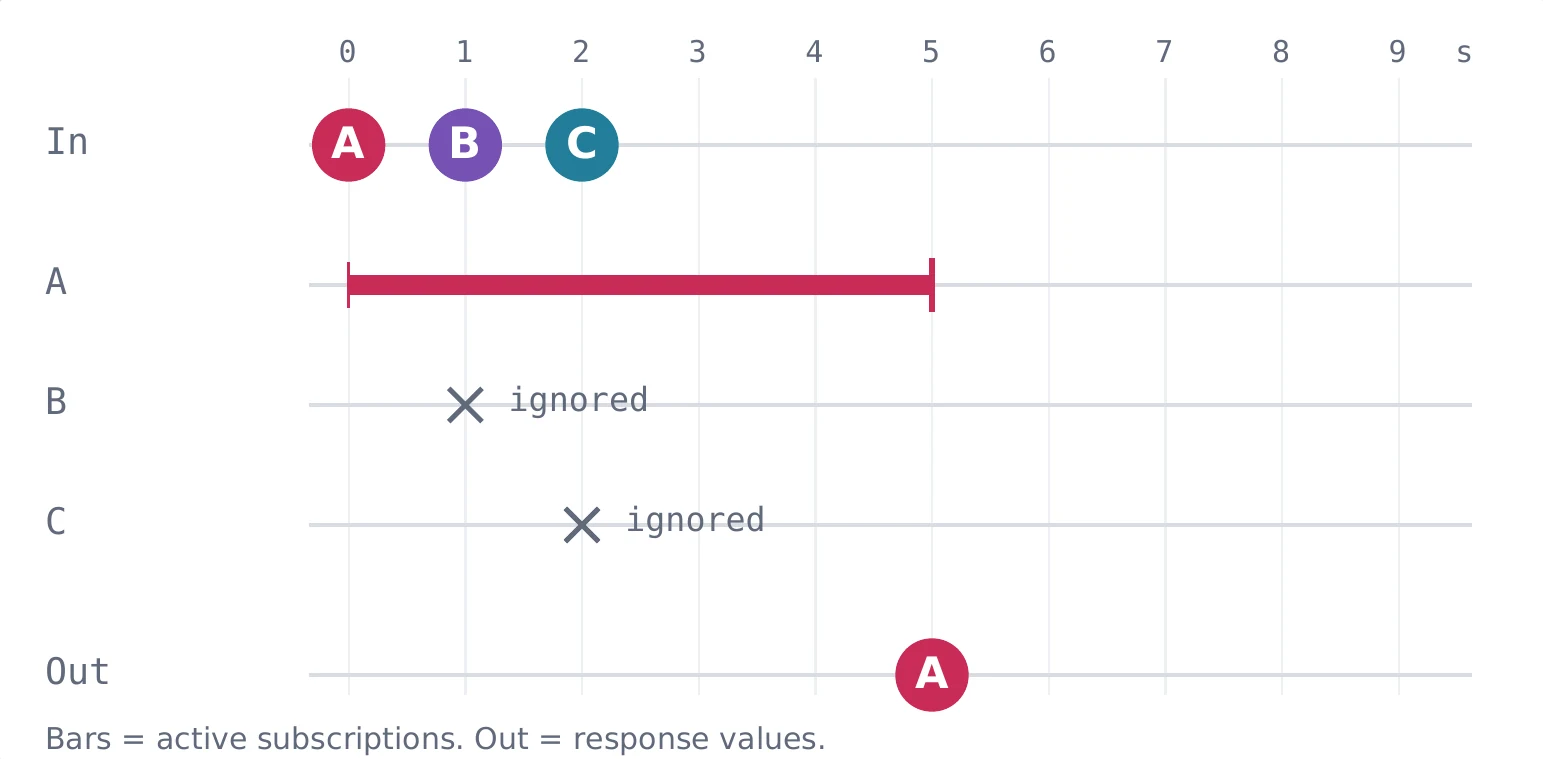 0 1 2 3 4 5 6 7 8 9 s
In A B C
A
B ignored
C ignored
Out A
Bars = active subscriptions. Out = response values.